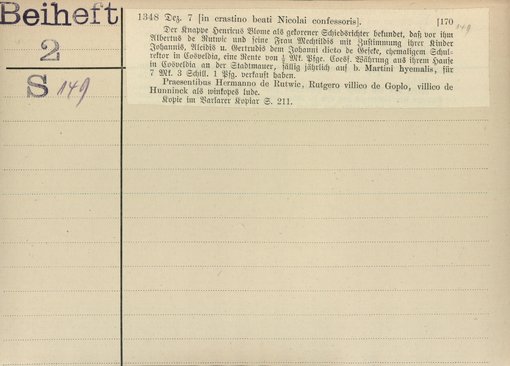 Beiheft
2
S 149
1348 Dez. 7 [in crastino beati Nicolai confessoris]. [170
149
Der Knappe Henricus Blome als gekorener Schiedsrichter bekundet, daß vor ihm
Albertus de Rutwic und seine Frau Mechtildis mit Zustimmung ihrer Kinder
Johannis, Aleidis u. Gertrudis dem Johanni dicto de Geseke, ehemaligem Schul-
rektor in Cosveldia, eine Rente von ½ Mk. Pfge. Coesf. Währung aus ihrem Hause
in Cosveldia an der Stadtmauer, fällig jährlich auf b. Martini hyemalis, für
7 Mk. 3 Schill. 1 Pfg. verkauft haben.
Praesentibus Hermanno de Rutwic, Rutgero villico de Goplo, villico de
Hunninck als winkopes lude.
Kopie im Varlarer Kopiar S. 211.